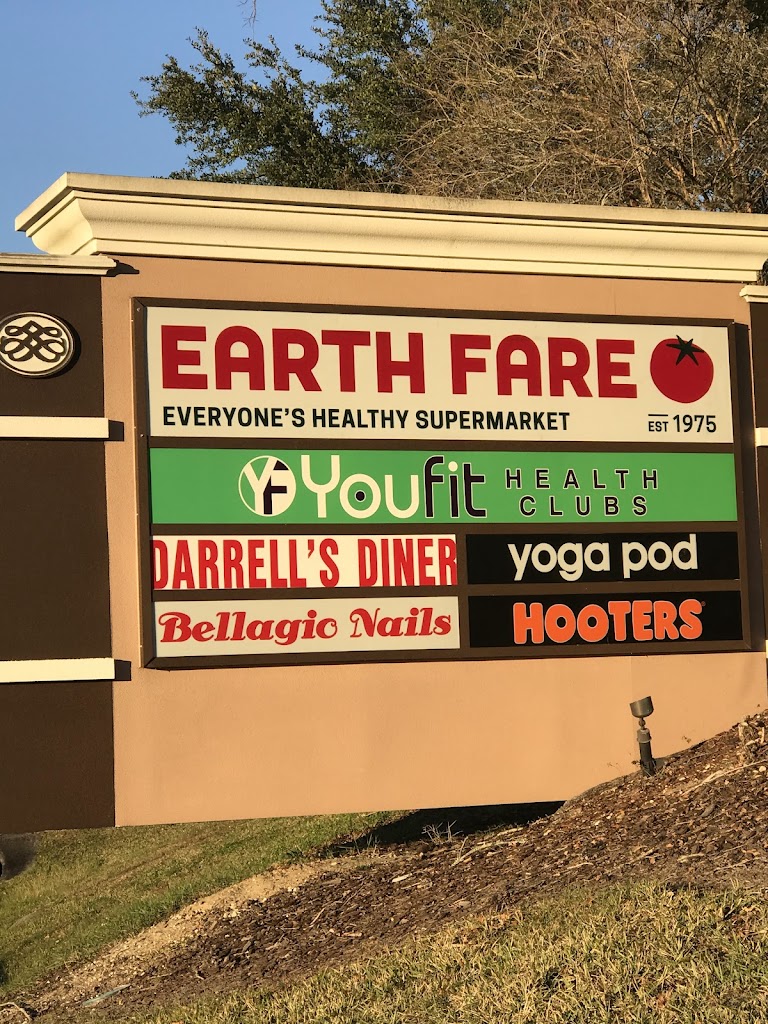 EARTH FARE
EVERYONE'S HEALTHY SUPERMARKET
EST 1975
YF Youfit HEALTH CLUBS
DARRELL'S DINER
yoga pod
Bellagio Nails
HOOTERS